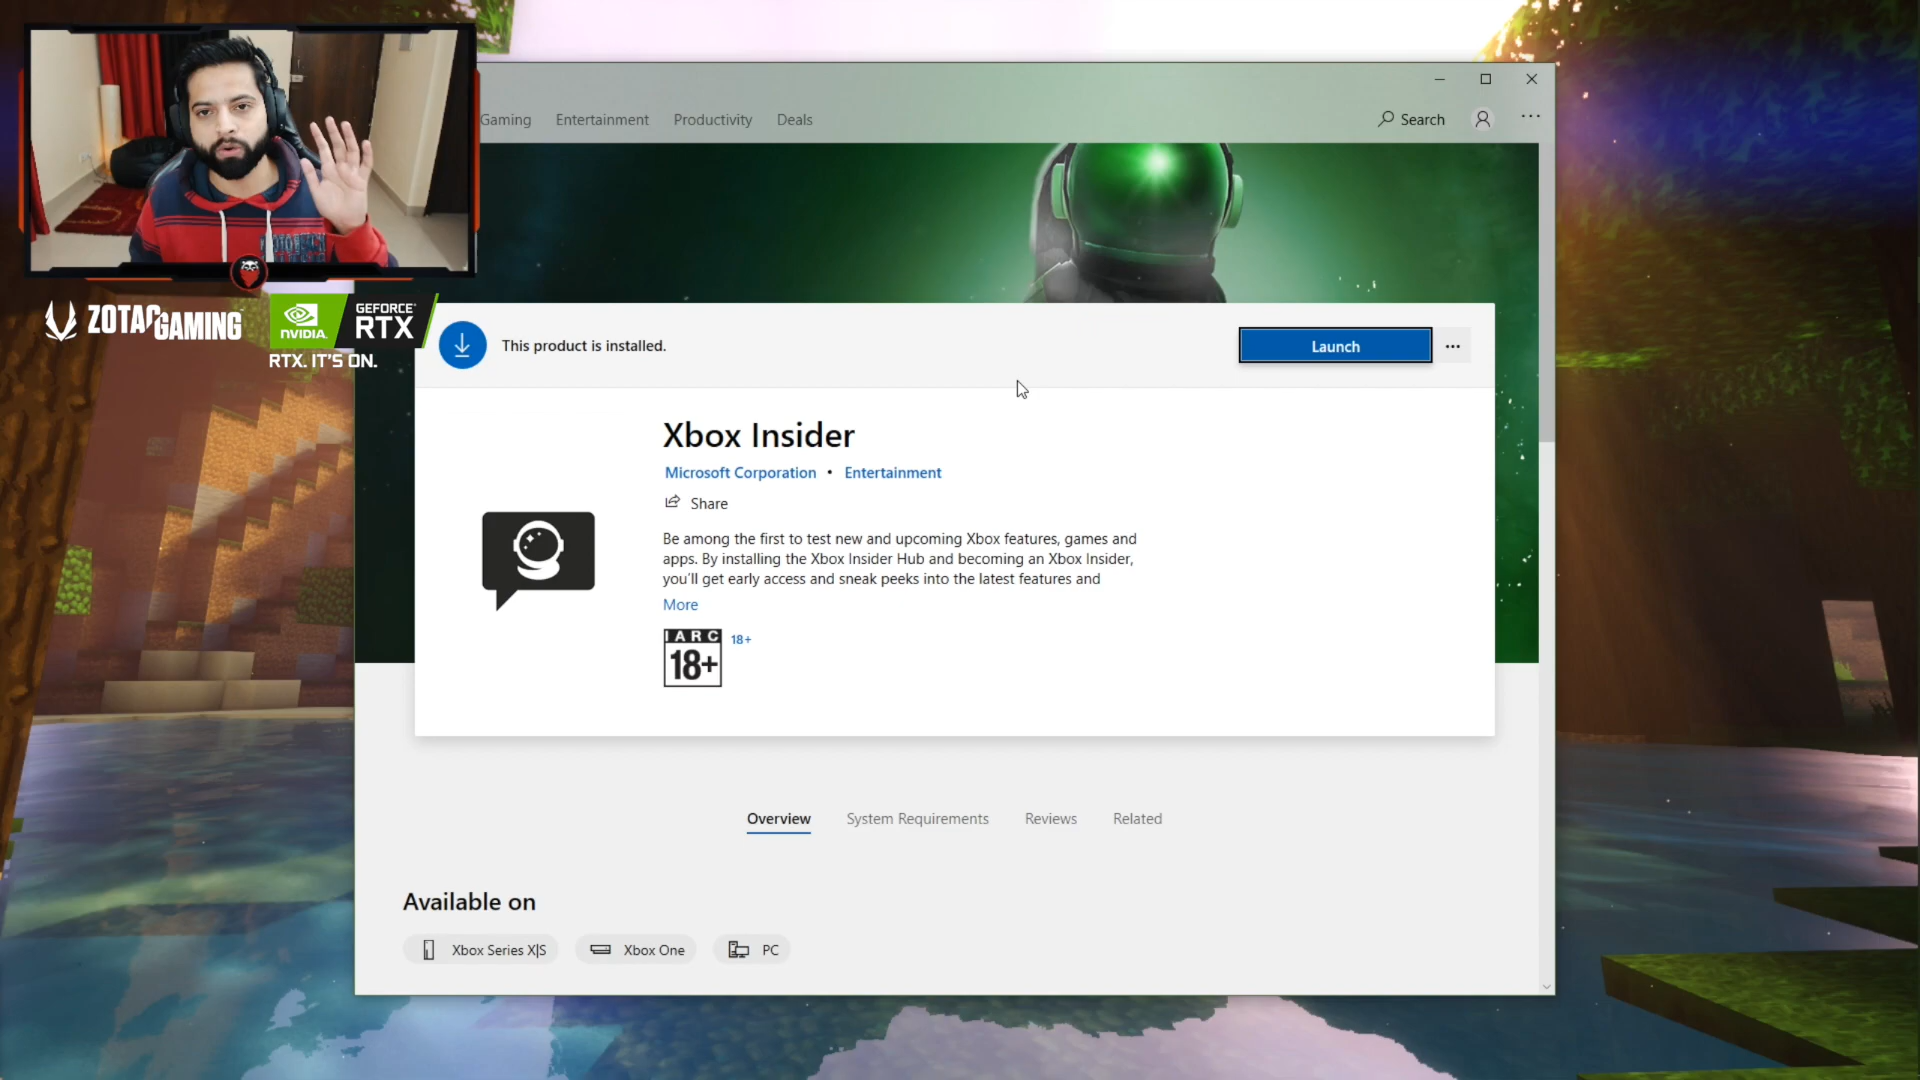 Gaming Entertainment Productivity Deals
Search
ZOTAC GAMING
NVIDIA.
GEFORCE
RTX
RTX. IT'S ON.
This product is installed.
Launch
Xbox Insider
Microsoft Corporation • Entertainment
Share
Be among the first to test new and upcoming Xbox features, games and
apps. By installing the Xbox Insider Hub and becoming an Xbox Insider,
you'll get early access and sneak peeks into the latest features and
More
IARC
18+
18+
Overview System Requirements Reviews Related
Available on
Xbox Series X|S Xbox One PC